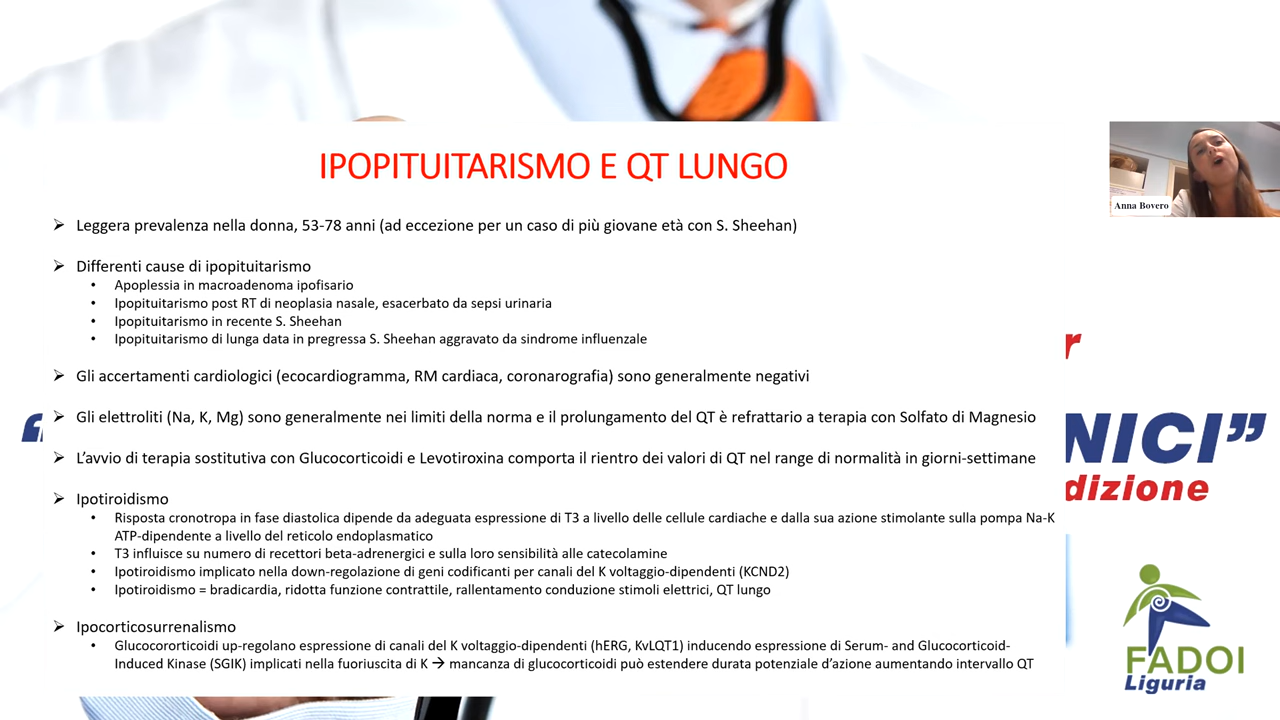 IPOPITUITARISMO E QT LUNGO
Leggera prevalenza nella donna, 53-78 anni (ad eccezione per un caso di più giovane età con S. Sheehan)
Differenti cause di ipopituitarismo
• Apoplessia in macroadenoma ipofisario
• Ipopituitarismo post RT di neoplasia nasale, esacerbato da sepsi urinaria
• Ipopituitarismo in recente S. Sheehan
• Ipopituitarismo di lunga data in pregressa S. Sheehan aggravato da sindrome influenzale
Gli accertamenti cardiologici (ecocardiogramma, RM cardiaca, coronarografia) sono generalmente negativi
Gli elettroliti (Na, K, Mg) sono generalmente nei limiti della norma e il prolungamento del QT è refrattario a terapia con Solfato di Magnesio
L'avvio di terapia sostitutiva con Glucocorticoidi e Levotiroxina comporta il rientro dei valori di QT nel range di normalità in giorni-settimane
Ipotiroidismo
• Risposta cronotropa in fase diastolica dipende da adeguata espressione di T3 a livello delle cellule cardiache e dalla sua azione stimolante sulla pompa Na-K
ATP-dipendente a livello del reticolo endoplasmatico
• T3 influisce su numero di recettori beta-adrenergici e sulla loro sensibilità alle catecolamine
• Ipotiroidismo implicato nella down-regolazione di geni codificanti per canali del K voltaggio-dipendenti (KCND2)
• Ipotiroidismo = bradicardia, ridotta funzione contrattile, rallentamento conduzione stimoli elettrici, QT lungo
Ipocorticosurrenalismo
• Glucocororticoidi up-regolano espressione di canali del K voltaggio-dipendenti (hERG, KvLQT1) inducendo espressione di Serum- and Glucocorticoid-
Induced Kinase (SGIK) implicati nella fuoriuscita di K → mancanza di glucocorticoidi può estendere durata potenziale d'azione aumentando intervallo QT
Anna Bovero
r
“ NICI”
dizione
FADOI
Liguria